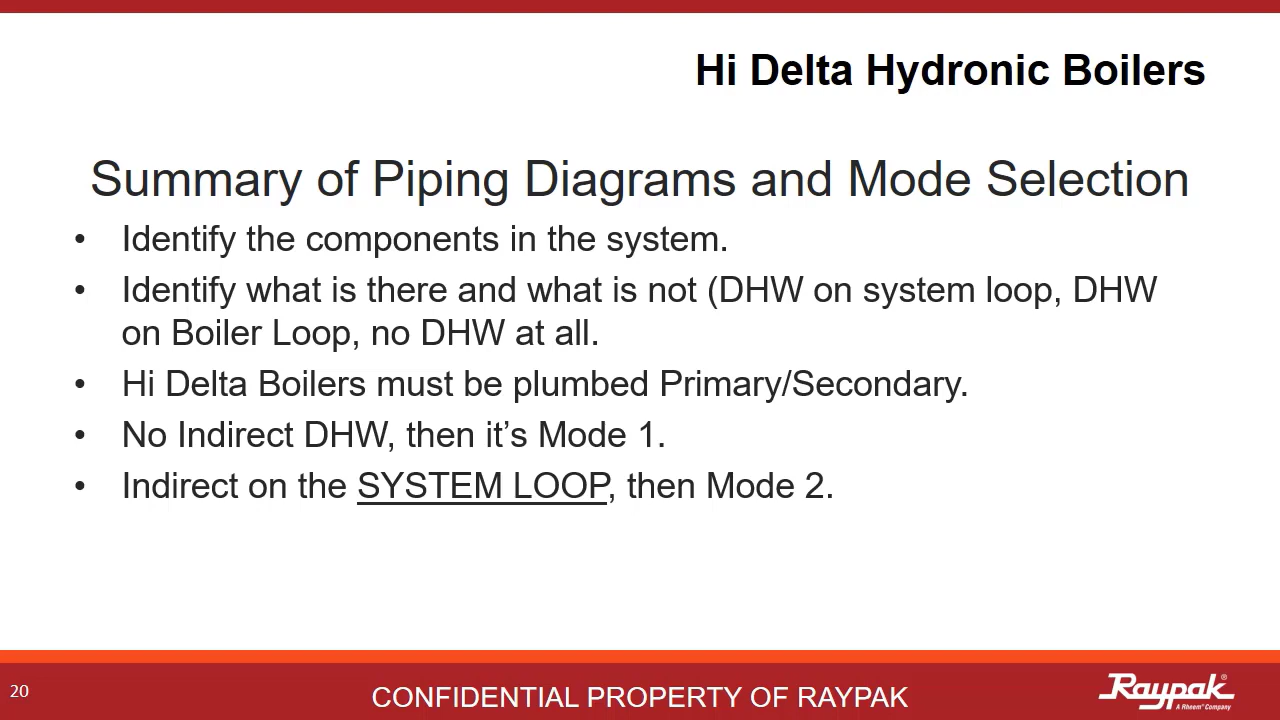 Hi Delta Hydronic Boilers
Summary of Piping Diagrams and Mode Selection
• Identify the components in the system.
• Identify what is there and what is not (DHW on system loop, DHW
on Boiler Loop, no DHW at all.
• Hi Delta Boilers must be plumbed Primary/Secondary.
• No Indirect DHW, then it’s Mode 1.
• Indirect on the SYSTEM LOOP, then Mode 2.
20
CONFIDENTIAL PROPERTY OF RAYPAK
Raypak®
A Rheem® Company